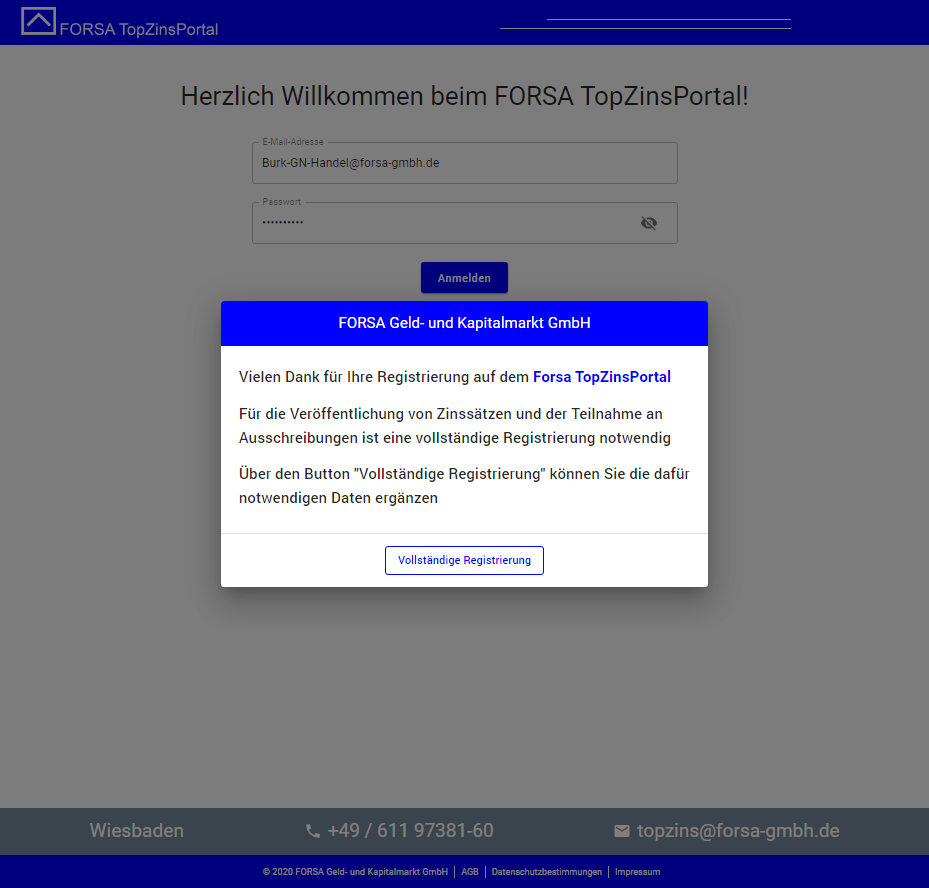 FORSA TopZinsPortal
Herzlich Willkommen beim FORSA TopZinsPortal!
E-Mail-Adresse
Burk-GN-Handel@forsa-gmbh.de
Passwort
••••••••••
Anmelden
FORSA Geld- und Kapitalmarkt GmbH
Vielen Dank für Ihre Registrierung auf dem Forsa TopZinsPortal
Für die Veröffentlichung von Zinssätzen und der Teilnahme an
Ausschreibungen ist eine vollständige Registrierung notwendig
Über den Button "Vollständige Registrierung" können Sie die dafür
notwendigen Daten ergänzen
Vollständige Registrierung
Wiesbaden
+49 / 611 97381-60
topzins@forsa-gmbh.de
© 2020 FORSA Geld- und Kapitalmarkt GmbH | AGB | Datenschutzbestimmungen | Impressum